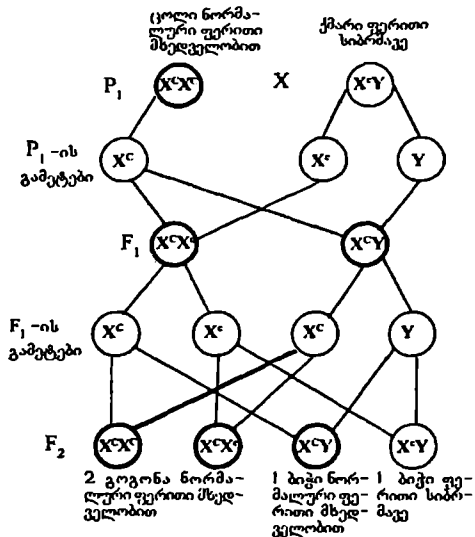 ცოლი ნორმა-
ლური ფერითი
მხედველობით
ქმარი ფერითი
სიბრმავე
P₁ XᶜXᶜ X XᶜY
P₁-ის
გამეტები
Xᶜ Xᶜ Y
F₁ XᶜXᶜ XᶜY
F₁-ის
გამეტები
Xᶜ Xᶜ Xᶜ Y
F₂ XᶜXᶜ XᶜXᶜ XᶜY XᶜY
2 გოგონა ნორმა-
ლური ფერითი მხედ-
ველობით
1 ბიჭი ნორ-
მალური ფე-
რითი მხედ-
ველობით
1 ბიჭი ფე-
რითი სიბრ-
მავე